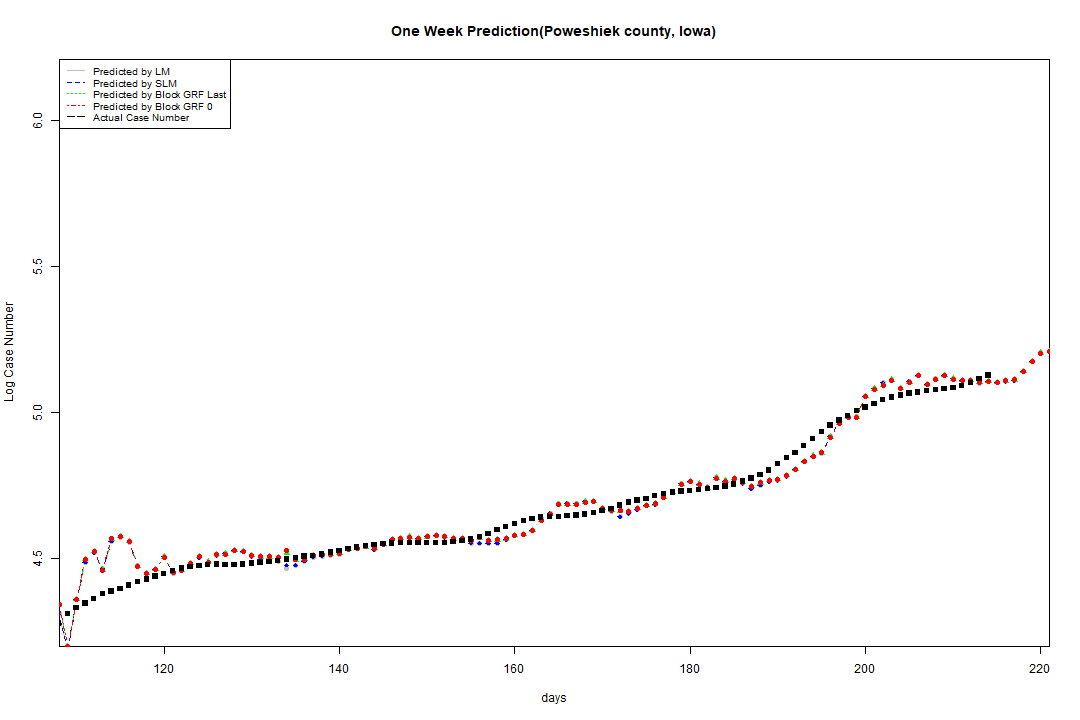 One Week Prediction(Poweshiek county, Iowa)
Predicted by LM
Predicted by SLM
Predicted by Block GRF Last
Predicted by Block GRF 0
Actual Case Number
6.0
5.5
5.0
4.5
Log Case Number
120 140 160 180 200 220
days